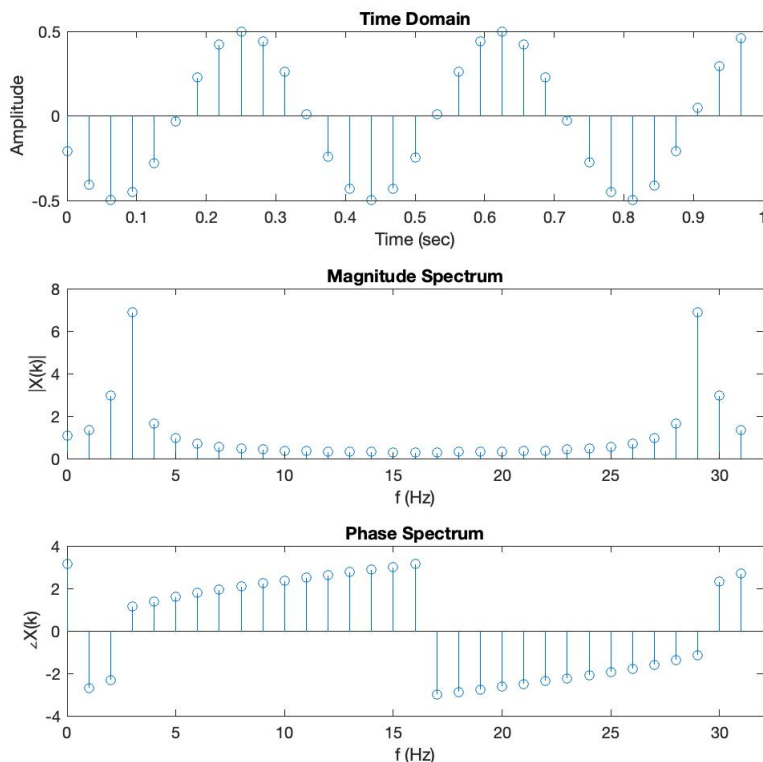 Time Domain
0.5
0
-0.5
Amplitude
0 0.1 0.2 0.3 0.4 0.5 0.6 0.7 0.8 0.9 1
Time (sec)
Magnitude Spectrum
8
6
4
2
0
|X(k)|
0 5 10 15 20 25 30
f (Hz)
Phase Spectrum
4
2
0
-2
-4
∠X(k)
0 5 10 15 20 25 30
f (Hz)